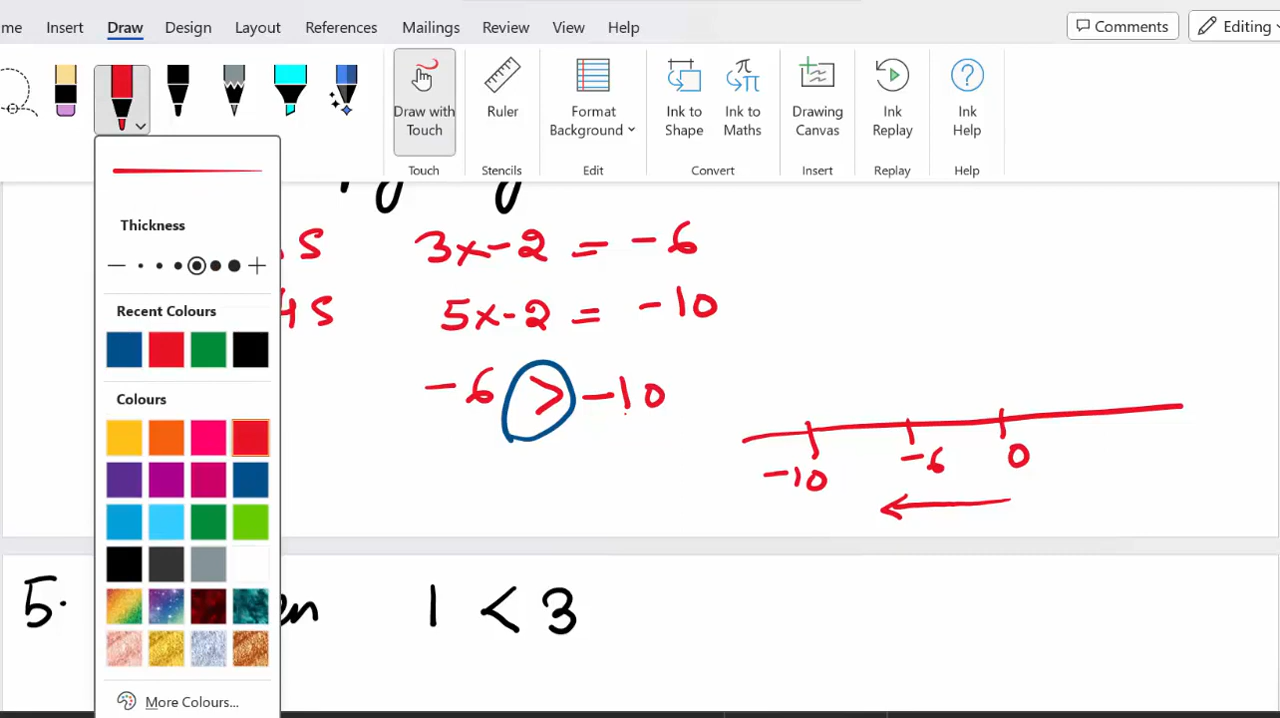 me Insert Draw Design Layout References Mailings Review View Help Comments Editing
Draw with Touch
Ruler
Format Background
Ink to Shape
Ink to Maths
Drawing Canvas
Ink Replay
Ink Help
Touch Stencils Edit Convert Insert Replay Help
Thickness
Recent Colours
Colours
More Colours...
S 3x-2 = -6
4S 5x-2 = -10
-6 > -10
-10 -6 0
5. en 1 < 3